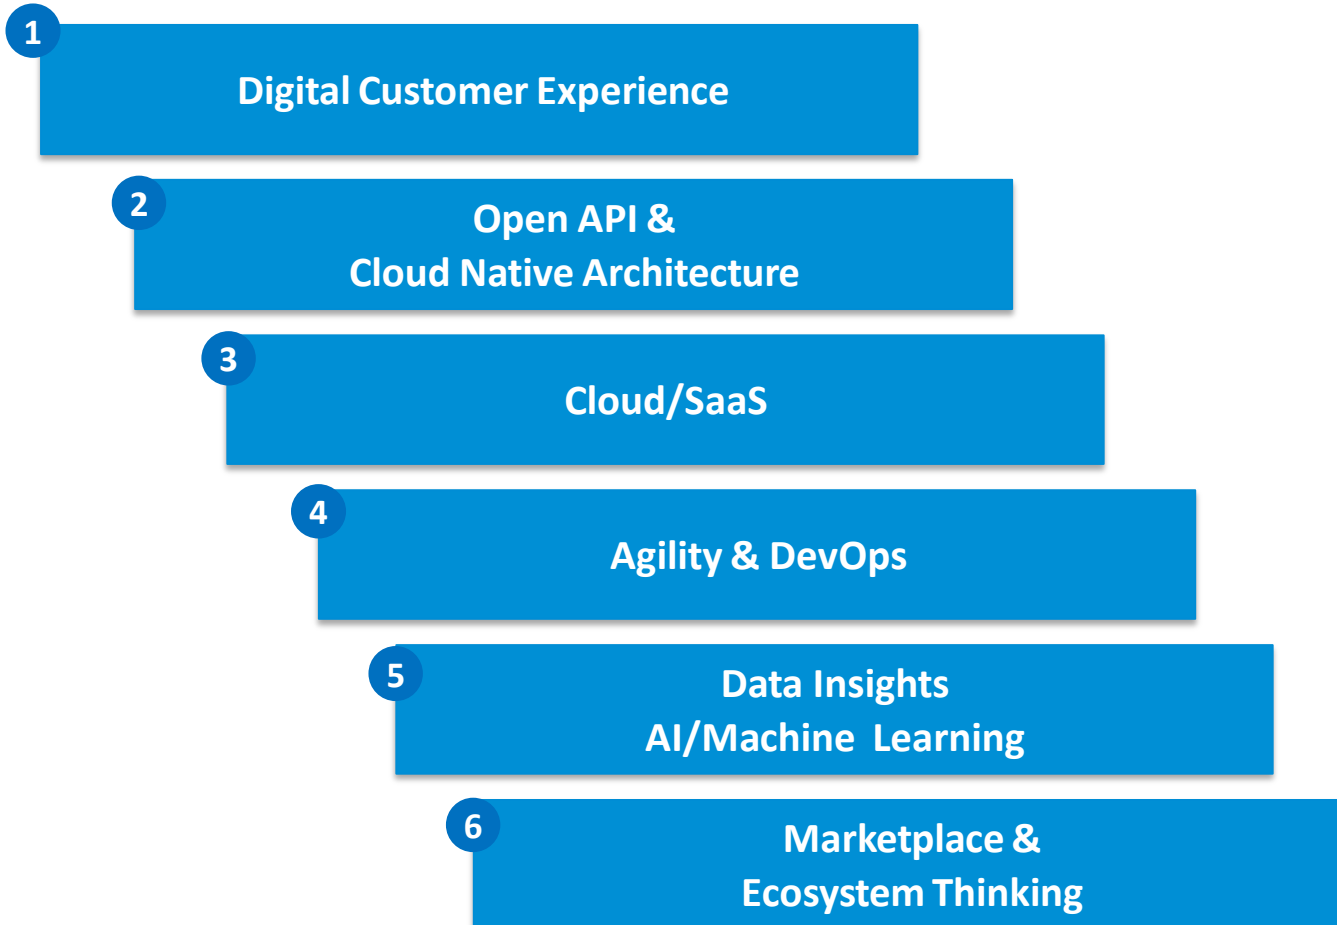 1
Digital Customer Experience
2
Open API &
Cloud Native Architecture
3
Cloud/SaaS
4
Agility & DevOps
5
Data Insights
AI/Machine  Learning
6
Marketplace &
Ecosystem Thinking